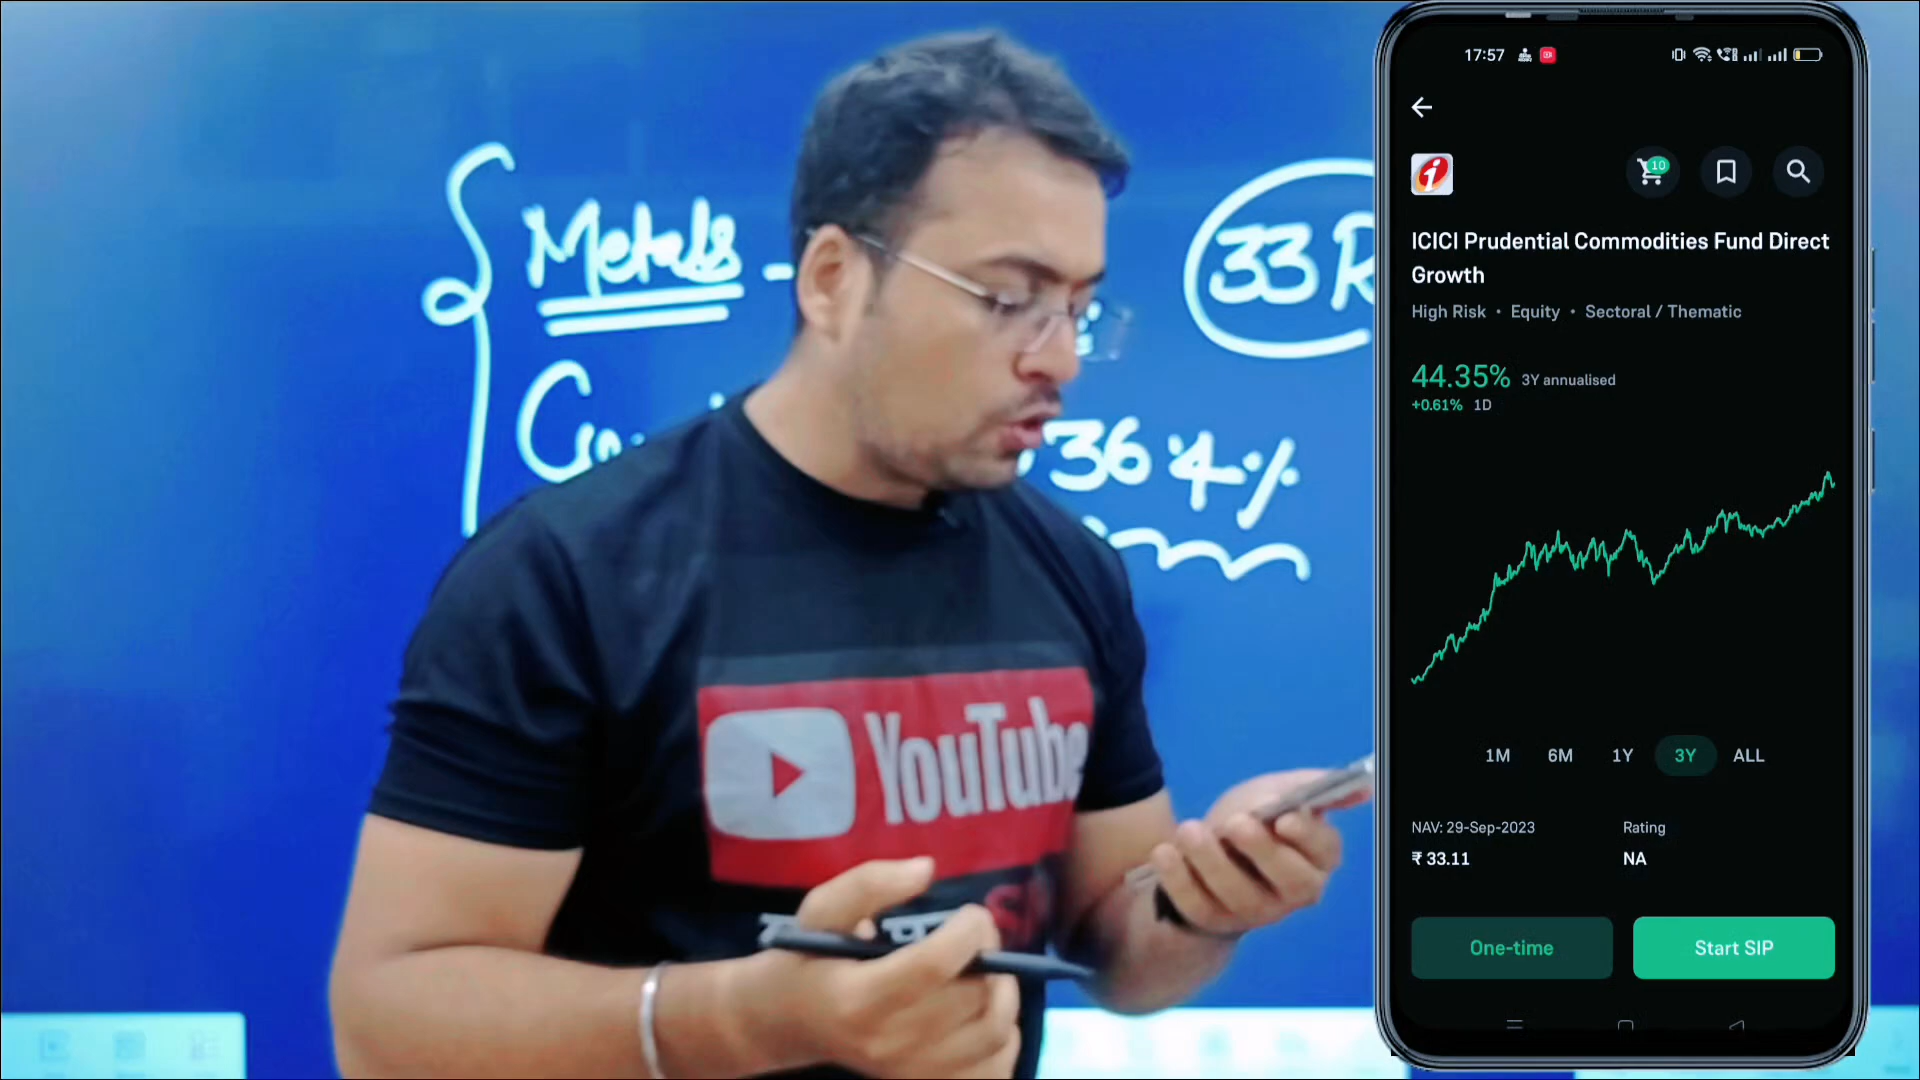 Metals -
33 R
36.4%
YouTube
17:57
10
ICICI Prudential Commodities Fund Direct
Growth
High Risk • Equity • Sectoral / Thematic
44.35% 3Y annualised
+0.61% 1D
1M 6M 1Y 3Y ALL
NAV: 29-Sep-2023 Rating
₹ 33.11 NA
One-time Start SIP